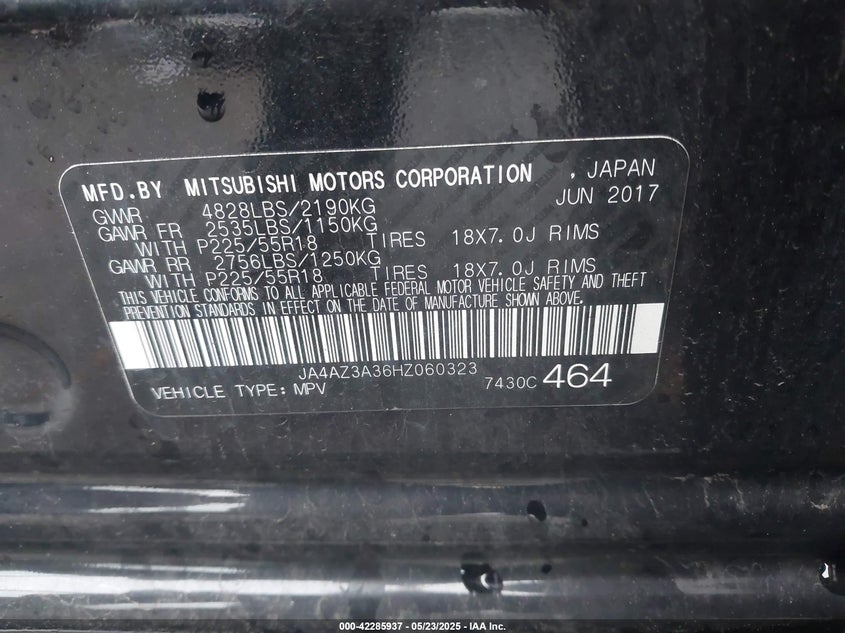 MFD.BY MITSUBISHI MOTORS CORPORATION , JAPAN
JUN 2017
GVWR 4828LBS/2190KG
GAWR FR 2535LBS/1150KG
WITH P225/55R18 TIRES 18X7.0J RIMS
GAWR RR 2756LBS/1250KG
WITH P225/55R18 TIRES 18X7.0J RIMS
THIS VEHICLE CONFORMS TO ALL APPLICABLE FEDERAL MOTOR VEHICLE SAFETY AND THEFT
PREVENTION STANDARDS IN EFFECT ON THE DATE OF MANUFACTURE SHOWN ABOVE.
JA4AZ3A36HZ060323
VEHICLE TYPE: MPV 7430C 464
000-42285937 - 05/23/2025 - IAA Inc.